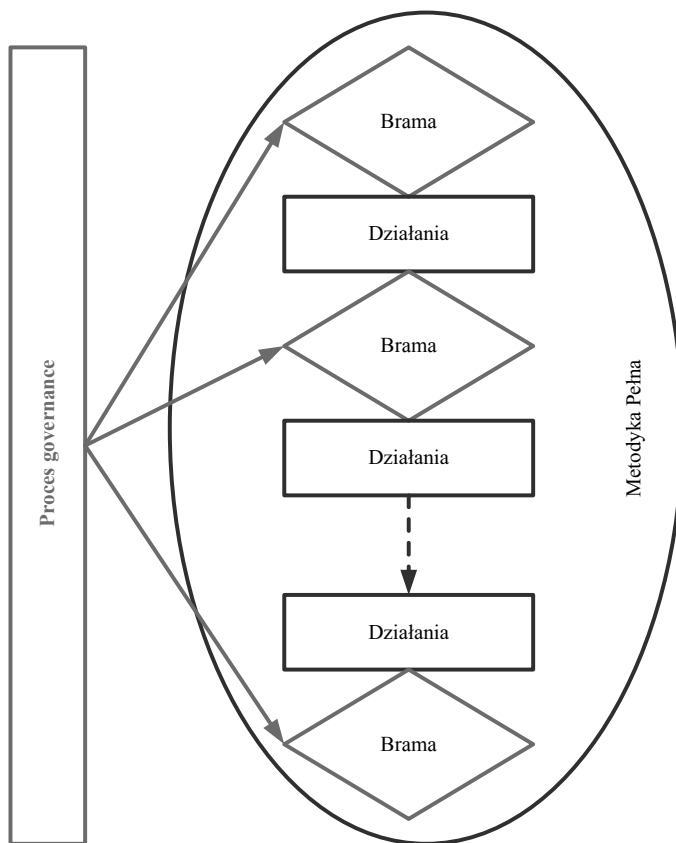 Proces governance
Brama
Działania
Brama
Działania
Działania
Brama
Metodyka Pełna